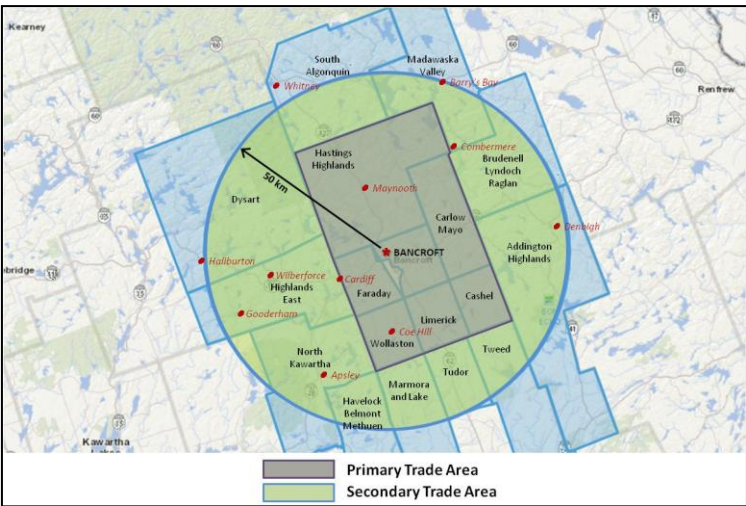 Kearney
South
Algonquin
Madawaska
Valley
Whitney
Barry's Bay
Renfrew
Combermere
Hastings
Highlands
Brudenell
Lyndoch
Raglan
Maynooth
50 km
Dysart
Carlow
Mayo
Denbigh
Addington
Highlands
BANCROFT
Bancroft
Haliburton
Wilberforce
Highlands
East
Cardiff
Faraday
Cashel
Gooderham
Limerick
Coe Hill
Wollaston
Tweed
North
Kawartha
Tudor
Apsley
Marmora
and Lake
Havelock
Belmont
Methuen
Kawartha
Lakes
41
Primary Trade Area
Secondary Trade Area